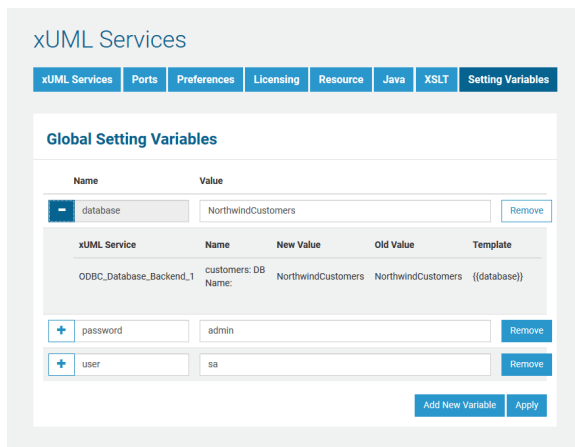 xUML Services
xUML Services Ports Preferences Licensing Resource Java XSLT Setting Variables
Global Setting Variables
Name Value
database NorthwindCustomers Remove
xUML Service Name New Value Old Value Template
ODBC_Database_Backend_1 customers: DB Name: NorthwindCustomers NorthwindCustomers {{database}}
password admin Remove
user sa Remove
Add New Variable Apply